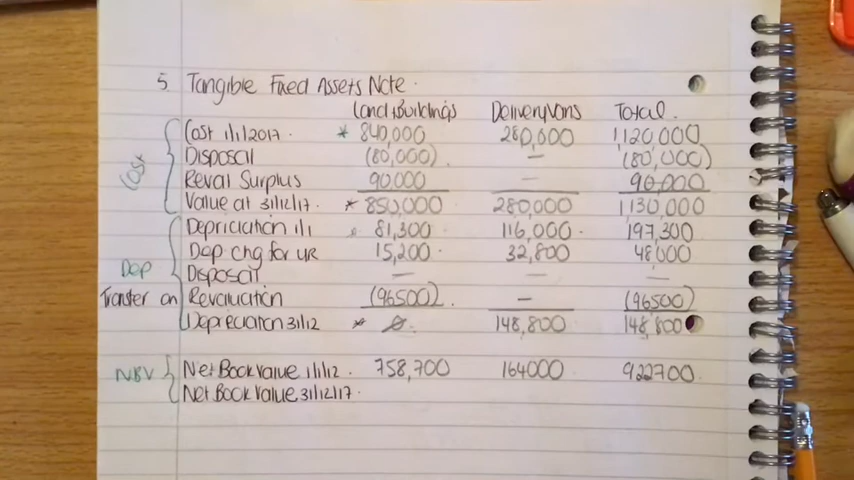 5 Tangible Fixed Assets Note.
Land & Buildings Delivery Vans Total.
Cost 1/1/2017. * 840,000 280,000 1,120,000
Disposal (80,000). — (80,000)
Reval Surplus 90,000 — 90,000
Cost
Value at 31/12/17. * 850,000 280,000 1,130,000
Depriciation 1/1 * 81,300 116,000 197,300
Dep chg for yr 15,200 32,800 48,000
Dep Disposal — — —
Transfer on Revaluation (96500). — (96500)
Depreciation 31/12 * 0. 148,800 148,800
NBV Net Book Value 1/1/12. 758,700 164000 922700.
Net Book Value 31/12/17.